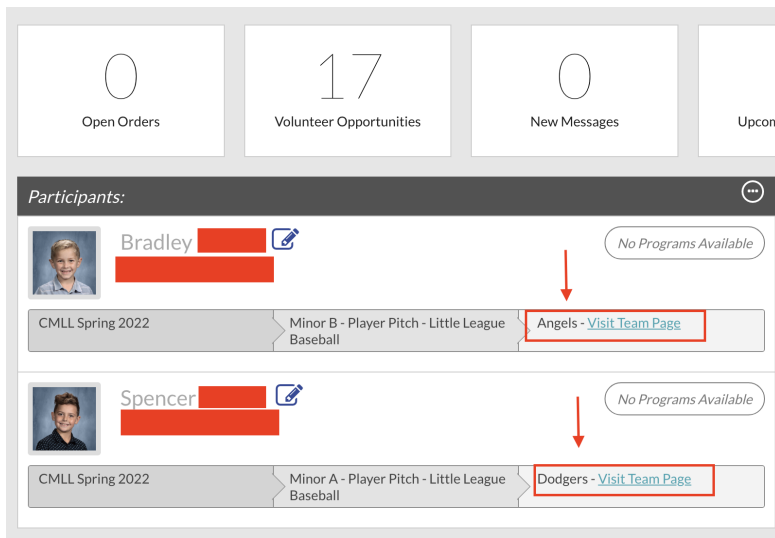 0
Open Orders
17
Volunteer Opportunities
0
New Messages
Upcon
Participants:
Bradley
No Programs Available
CMLL Spring 2022
Minor B - Player Pitch - Little League
Baseball
Angels - Visit Team Page
Spencer
No Programs Available
CMLL Spring 2022
Minor A - Player Pitch - Little League
Baseball
Dodgers - Visit Team Page